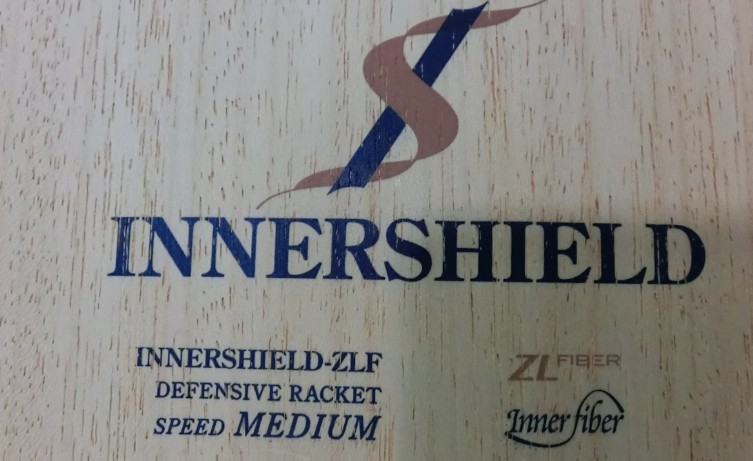 INNERSHIELD
INNERSHIELD-ZLF
DEFENSIVE RACKET
SPEED MEDIUM
ZL FIBER
Inner fiber